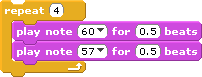 repeat 4
play note 60 for 0.5 beats
play note 57 for 0.5 beats